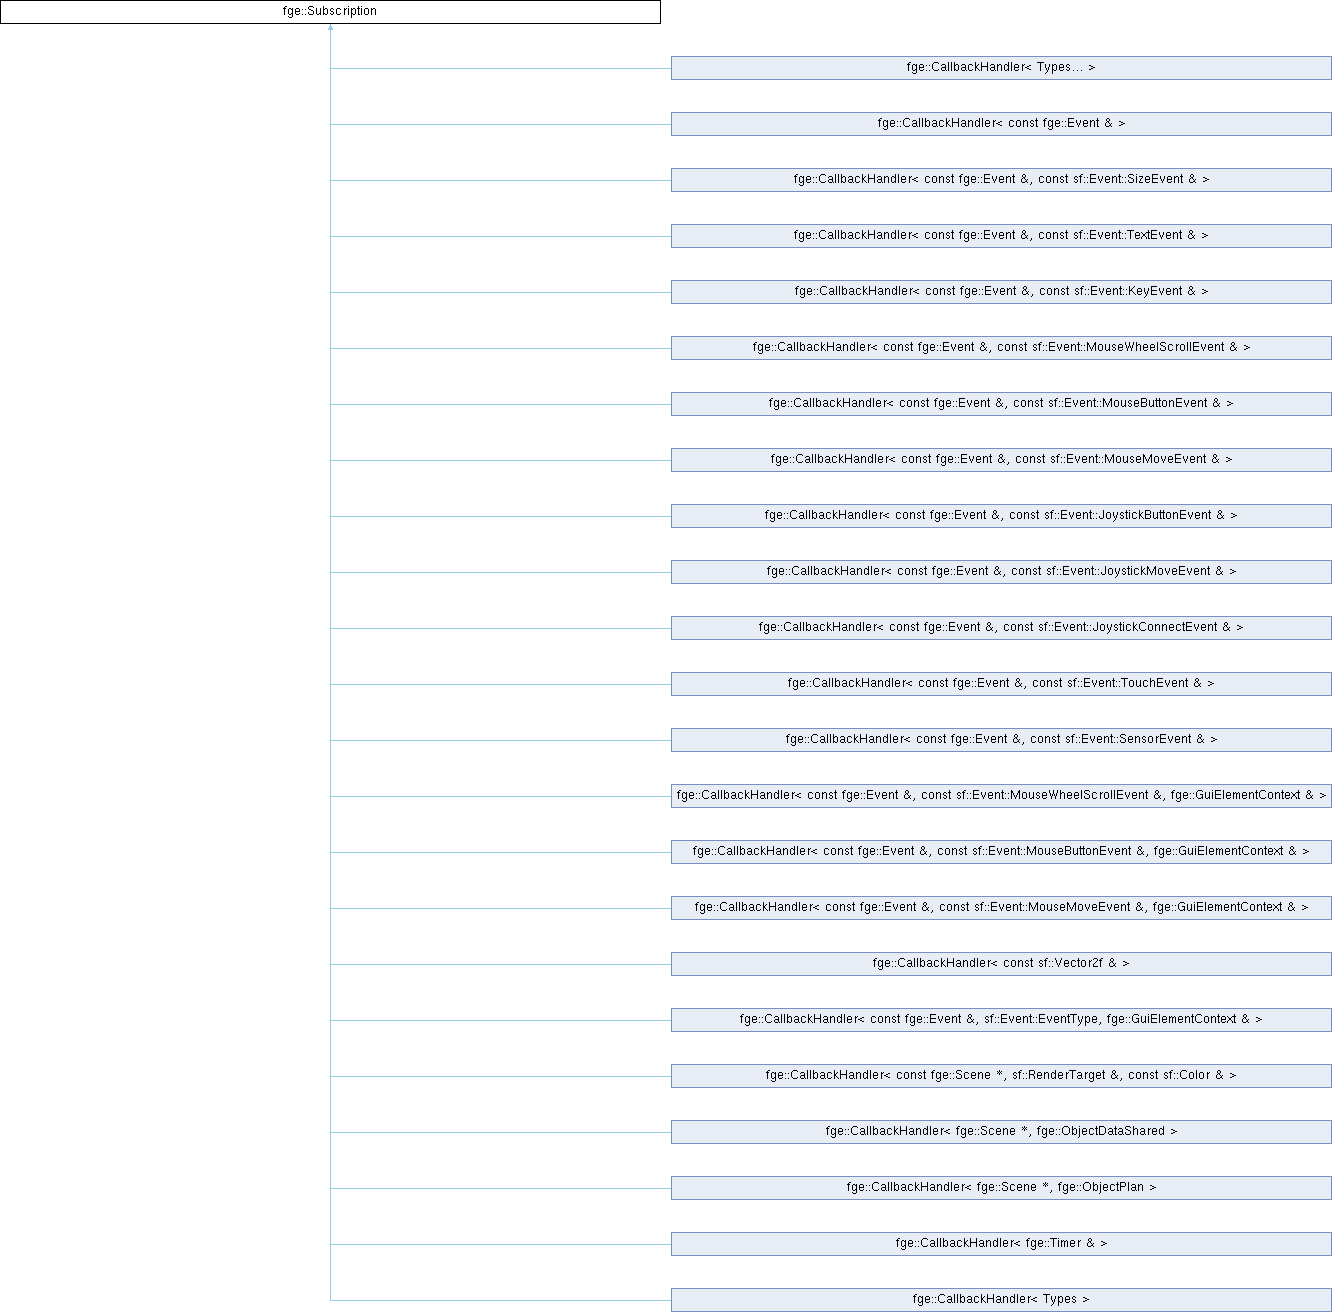 fge::Subscription
fge::CallbackHandler< Types... >
fge::CallbackHandler< const fge::Event & >
fge::CallbackHandler< const fge::Event &, const sf::Event::SizeEvent & >
fge::CallbackHandler< const fge::Event &, const sf::Event::TextEvent & >
fge::CallbackHandler< const fge::Event &, const sf::Event::KeyEvent & >
fge::CallbackHandler< const fge::Event &, const sf::Event::MouseWheelScrollEvent & >
fge::CallbackHandler< const fge::Event &, const sf::Event::MouseButtonEvent & >
fge::CallbackHandler< const fge::Event &, const sf::Event::MouseMoveEvent & >
fge::CallbackHandler< const fge::Event &, const sf::Event::JoystickButtonEvent & >
fge::CallbackHandler< const fge::Event &, const sf::Event::JoystickMoveEvent & >
fge::CallbackHandler< const fge::Event &, const sf::Event::JoystickConnectEvent & >
fge::CallbackHandler< const fge::Event &, const sf::Event::TouchEvent & >
fge::CallbackHandler< const fge::Event &, const sf::Event::SensorEvent & >
fge::CallbackHandler< const fge::Event &, const sf::Event::MouseWheelScrollEvent &, fge::GuiElementContext & >
fge::CallbackHandler< const fge::Event &, const sf::Event::MouseButtonEvent &, fge::GuiElementContext & >
fge::CallbackHandler< const fge::Event &, const sf::Event::MouseMoveEvent &, fge::GuiElementContext & >
fge::CallbackHandler< const sf::Vector2f & >
fge::CallbackHandler< const fge::Event &, sf::Event::EventType, fge::GuiElementContext & >
fge::CallbackHandler< const fge::Scene *, sf::RenderTarget &, const sf::Color & >
fge::CallbackHandler< fge::Scene *, fge::ObjectDataShared >
fge::CallbackHandler< fge::Scene *, fge::ObjectPlan >
fge::CallbackHandler< fge::Timer & >
fge::CallbackHandler< Types >